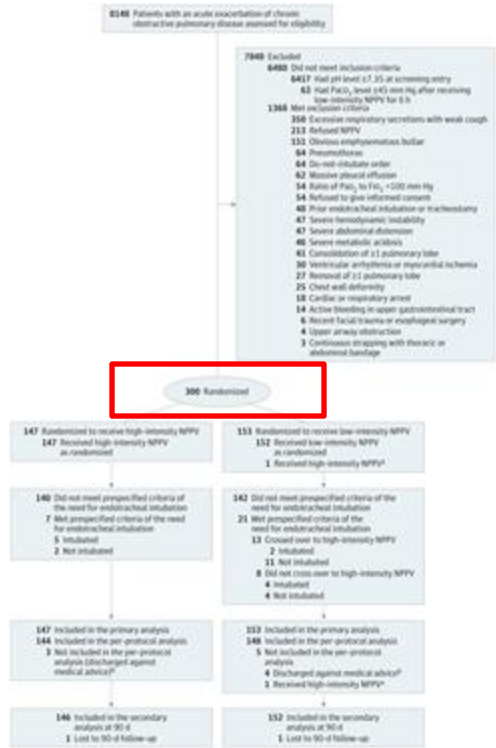 8148 Patients with an acute exacerbation of chronic
obstructive pulmonary disease assessed for eligibility
7848 Excluded
6480 Did not meet inclusion criteria
6417 Had pH level ≥7.35 at screening entry
63 Had PaCO2 level ≤45 mm Hg after receiving
low-intensity NPPV for 6 h
1368 Met exclusion criteria
350 Excessive respiratory secretions with weak cough
213 Refused NPPV
151 Obvious emphysematous bullae
64 Pneumothorax
64 Do-not-intubate order
62 Massive pleural effusion
54 Ratio of PaO2 to FIO2 <100 mm Hg
54 Refused to give informed consent
48 Prior endotracheal intubation or tracheostomy
47 Severe hemodynamic instability
47 Severe abdominal distension
46 Severe metabolic acidosis
41 Consolidation of ≥1 pulmonary lobe
30 Ventricular arrhythmia or myocardial ischemia
27 Removal of ≥1 pulmonary lobe
25 Chest wall deformity
18 Cardiac or respiratory arrest
14 Active bleeding in upper gastrointestinal tract
6 Recent facial trauma or esophageal surgery
4 Upper airway obstruction
3 Continuous strapping with thoracic or
abdominal bandage
300 Randomized
147 Randomized to receive high-intensity NPPV
147 Received high-intensity NPPV
as randomized
153 Randomized to receive low-intensity NPPV
152 Received low-intensity NPPV
as randomized
1 Received high-intensity NPPVa
140 Did not meet prespecified criteria of
the need for endotracheal intubation
7 Met prespecified criteria of the need
for endotracheal intubation
5 Intubated
2 Not intubated
142 Did not meet prespecified criteria of the
need for endotracheal intubation
21 Met prespecified criteria of the
need for endotracheal intubation
13 Crossed over to high-intensity NPPV
2 Intubated
11 Not intubated
8 Did not cross over to high-intensity NPPV
4 Intubated
4 Not intubated
147 Included in the primary analysis
144 Included in the per-protocol analysis
3 Not included in the per-protocol
analysis (discharged against
medical advice)b
153 Included in the primary analysis
148 Included in the per-protocol analysis
5 Not included in the per-protocol
analysis
4 Discharged against medical adviceb
1 Received high-intensity NPPVa
146 Included in the secondary
analysis at 90 d
1 Lost to 90-d follow-up
152 Included in the secondary
analysis at 90 d
1 Lost to 90-d follow-up